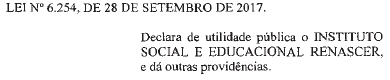 LEI Nº 6.254, DE 28 DE SETEMBRO DE 2017.
Declara de utilidade pública o INSTITUTO
SOCIAL E EDUCACIONAL RENASCER,
e dá outras providências.